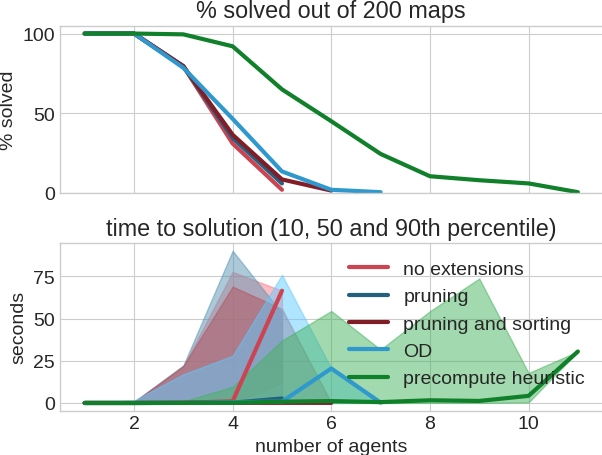 % solved out of 200 maps
100
50
0
% solved
time to solution (10, 50 and 90th percentile)
75
50
25
0
seconds
no extensions
pruning
pruning and sorting
OD
precompute heuristic
2 4 6 8 10
number of agents